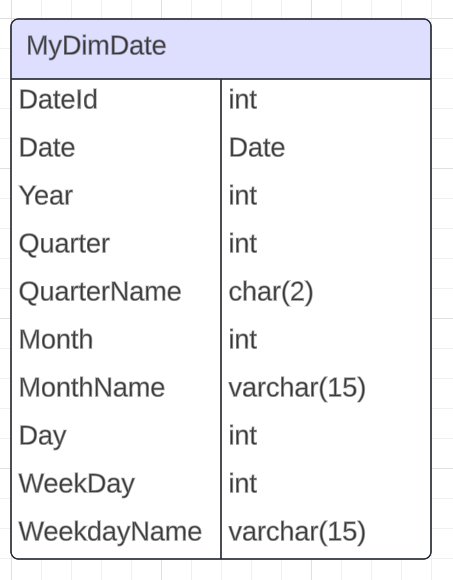 MyDimDate
DateId int
Date Date
Year int
Quarter int
QuarterName char(2)
Month int
MonthName varchar(15)
Day int
WeekDay int
WeekdayName varchar(15)